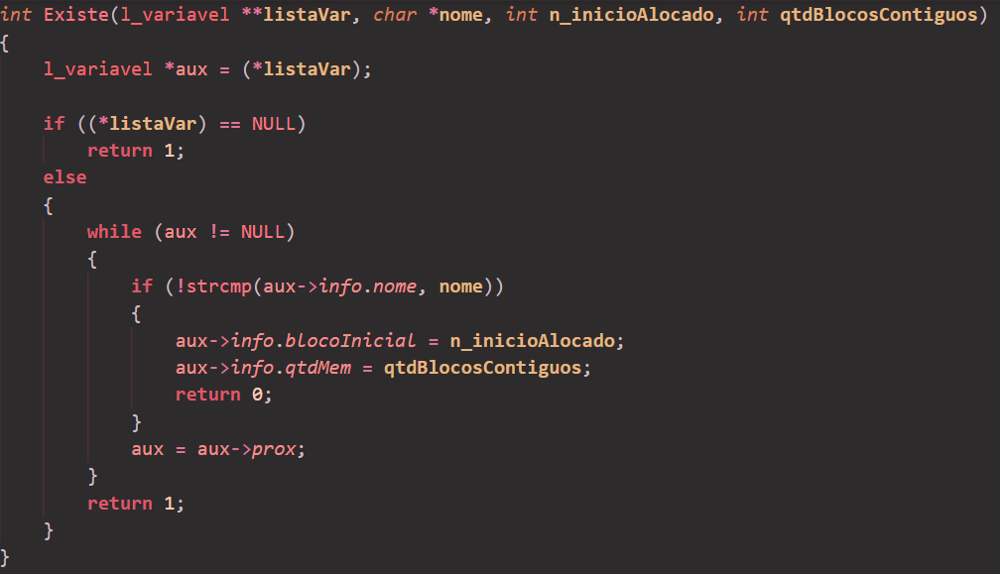 int Existe(l_variavel **listaVar, char *nome, int n_inicioAlocado, int qtdBlocosContiguos)
{
    l_variavel *aux = (*listaVar);

    if ((*listaVar) == NULL)
        return 1;
    else
    {
        while (aux != NULL)
        {
            if (!strcmp(aux->info.nome, nome))
            {
                aux->info.blocoInicial = n_inicioAlocado;
                aux->info.qtdMem = qtdBlocosContiguos;
                return 0;
            }
            aux = aux->prox;
        }
        return 1;
    }
}